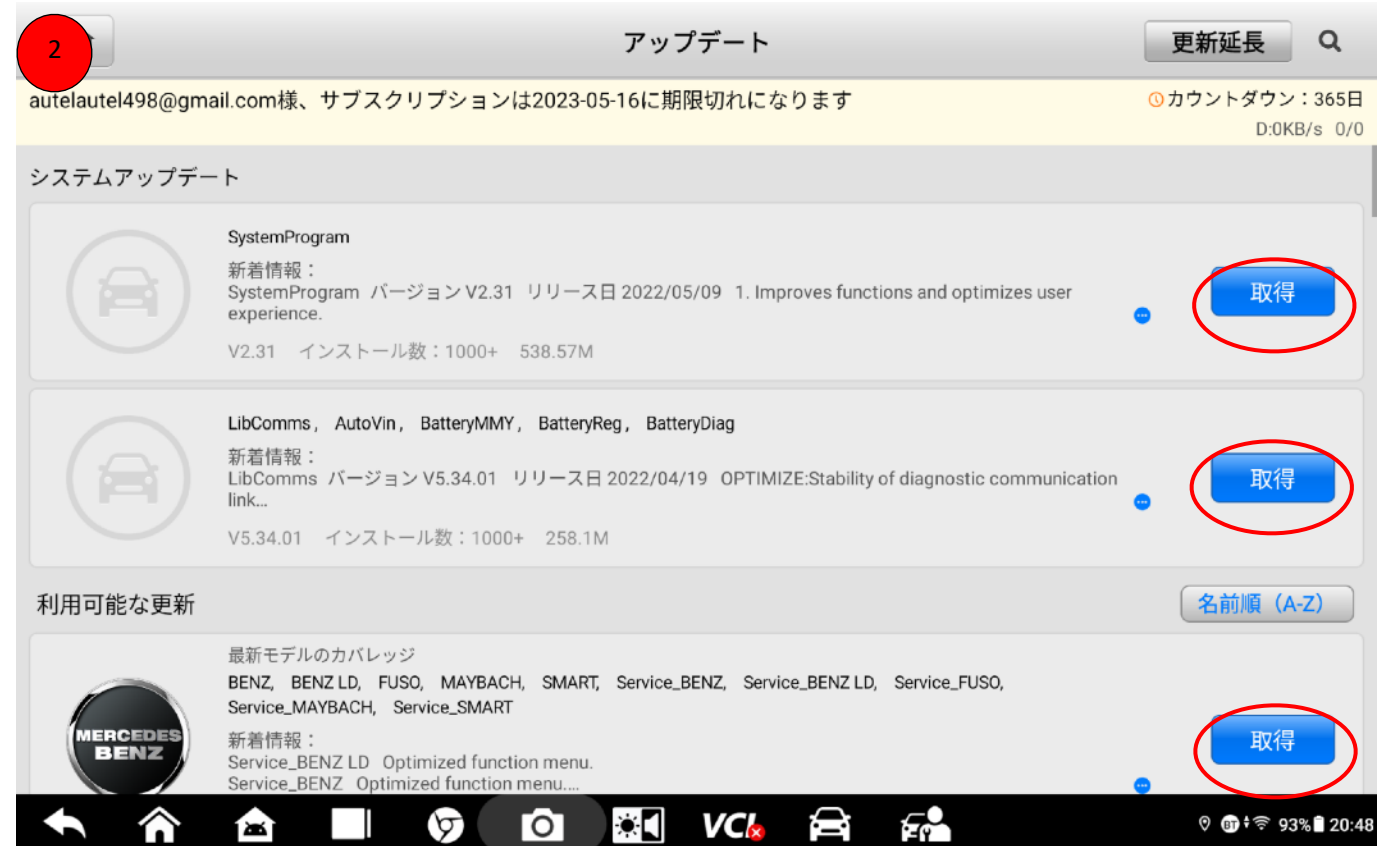 2
アップデート
更新延長
autelautel498@gmail.com様、サブスクリプションは2023-05-16に期限切れになります
カウントダウン：365日
D:0KB/s 0/0
システムアップデート
SystemProgram
新着情報：
SystemProgram バージョン V2.31 リリース日 2022/05/09 1. Improves functions and optimizes user
experience.
V2.31 インストール数：1000+ 538.57M
取得
LibComms, AutoVin, BatteryMMY, BatteryReg, BatteryDiag
新着情報：
LibComms バージョン V5.34.01 リリース日 2022/04/19 OPTIMIZE:Stability of diagnostic communication
link...
V5.34.01 インストール数：1000+ 258.1M
取得
利用可能な更新
名前順（A-Z）
最新モデルのカバレッジ
BENZ, BENZ LD, FUSO, MAYBACH, SMART, Service_BENZ, Service_BENZ LD, Service_FUSO,
Service_MAYBACH, Service_SMART
MERCEDES
BENZ
新着情報：
Service_BENZ LD Optimized function menu.
Service_BENZ Optimized function menu....
取得
VCI
BT
93%
20:48